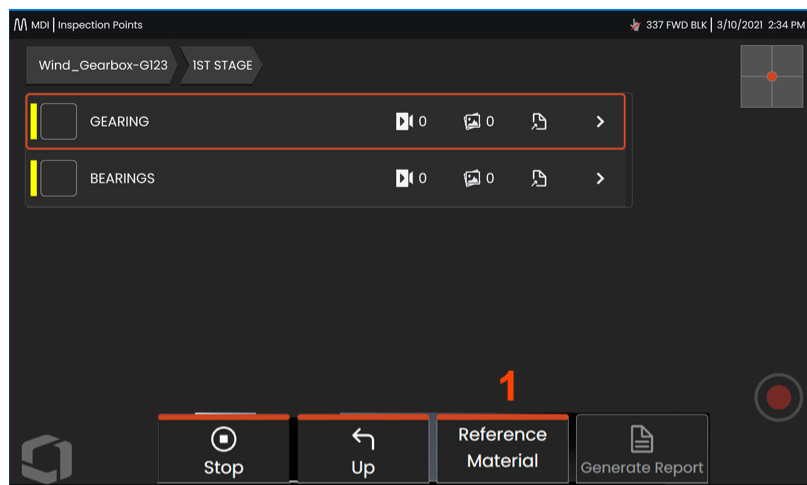 MDI | Inspection Points
337 FWD BLK | 3/10/2021 2:34 PM
Wind_Gearbox-G123 1ST STAGE
GEARING 0 0
BEARINGS 0 0
1
Stop
Up
Reference
Material
Generate Report